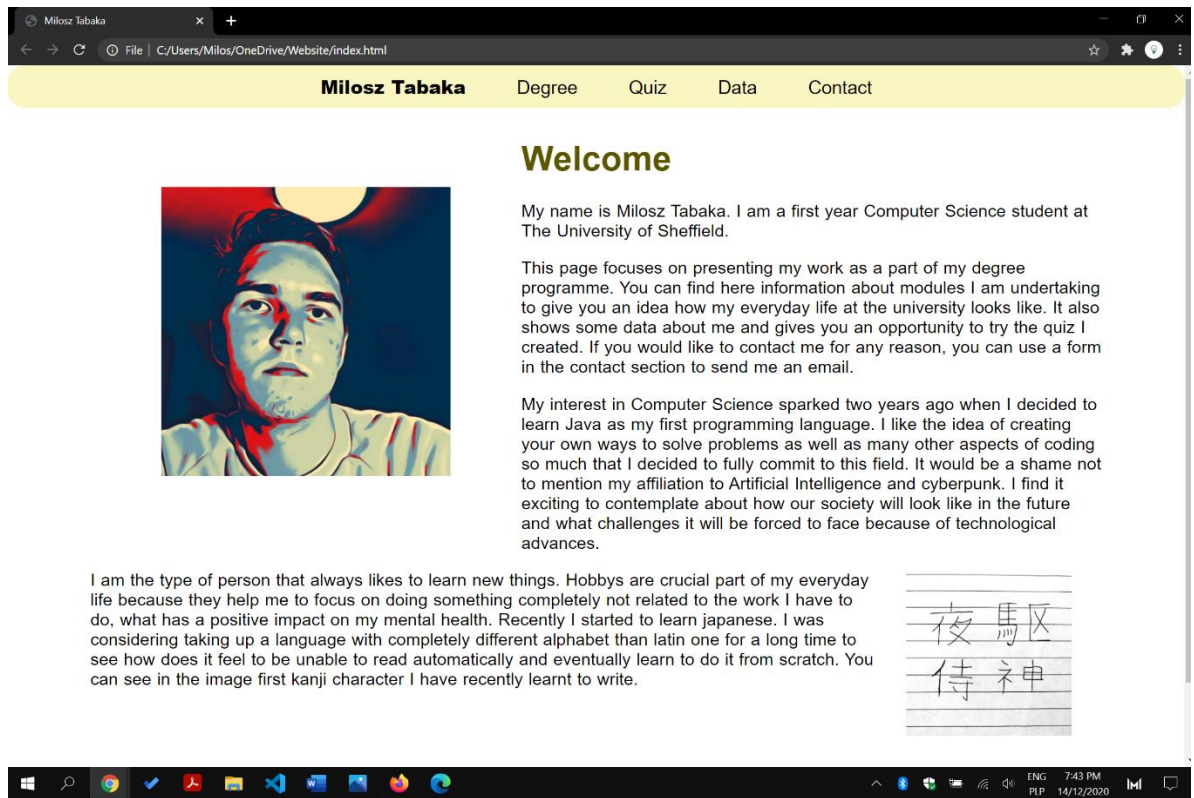 Milosz Tabaka
File | C:/Users/Milos/OneDrive/Website/index.html
Milosz Tabaka Degree Quiz Data Contact
Welcome
My name is Milosz Tabaka. I am a first year Computer Science student at
The University of Sheffield.
This page focuses on presenting my work as a part of my degree
programme. You can find here information about modules I am undertaking
to give you an idea how my everyday life at the university looks like. It also
shows some data about me and gives you an opportunity to try the quiz I
created. If you would like to contact me for any reason, you can use a form
in the contact section to send me an email.
My interest in Computer Science sparked two years ago when I decided to
learn Java as my first programming language. I like the idea of creating
your own ways to solve problems as well as many other aspects of coding
so much that I decided to fully commit to this field. It would be a shame not
to mention my affiliation to Artificial Intelligence and cyberpunk. I find it
exciting to contemplate about how our society will look like in the future
and what challenges it will be forced to face because of technological
advances.
I am the type of person that always likes to learn new things. Hobbys are crucial part of my everyday
life because they help me to focus on doing something completely not related to the work I have to
do, what has a positive impact on my mental health. Recently I started to learn japanese. I was
considering taking up a language with completely different alphabet than latin one for a long time to
see how does it feel to be unable to read automatically and eventually learn to do it from scratch. You
can see in the image first kanji character I have recently learnt to write.
夜 駆
侍 神
ENG 7:43 PM
PLP 14/12/2020